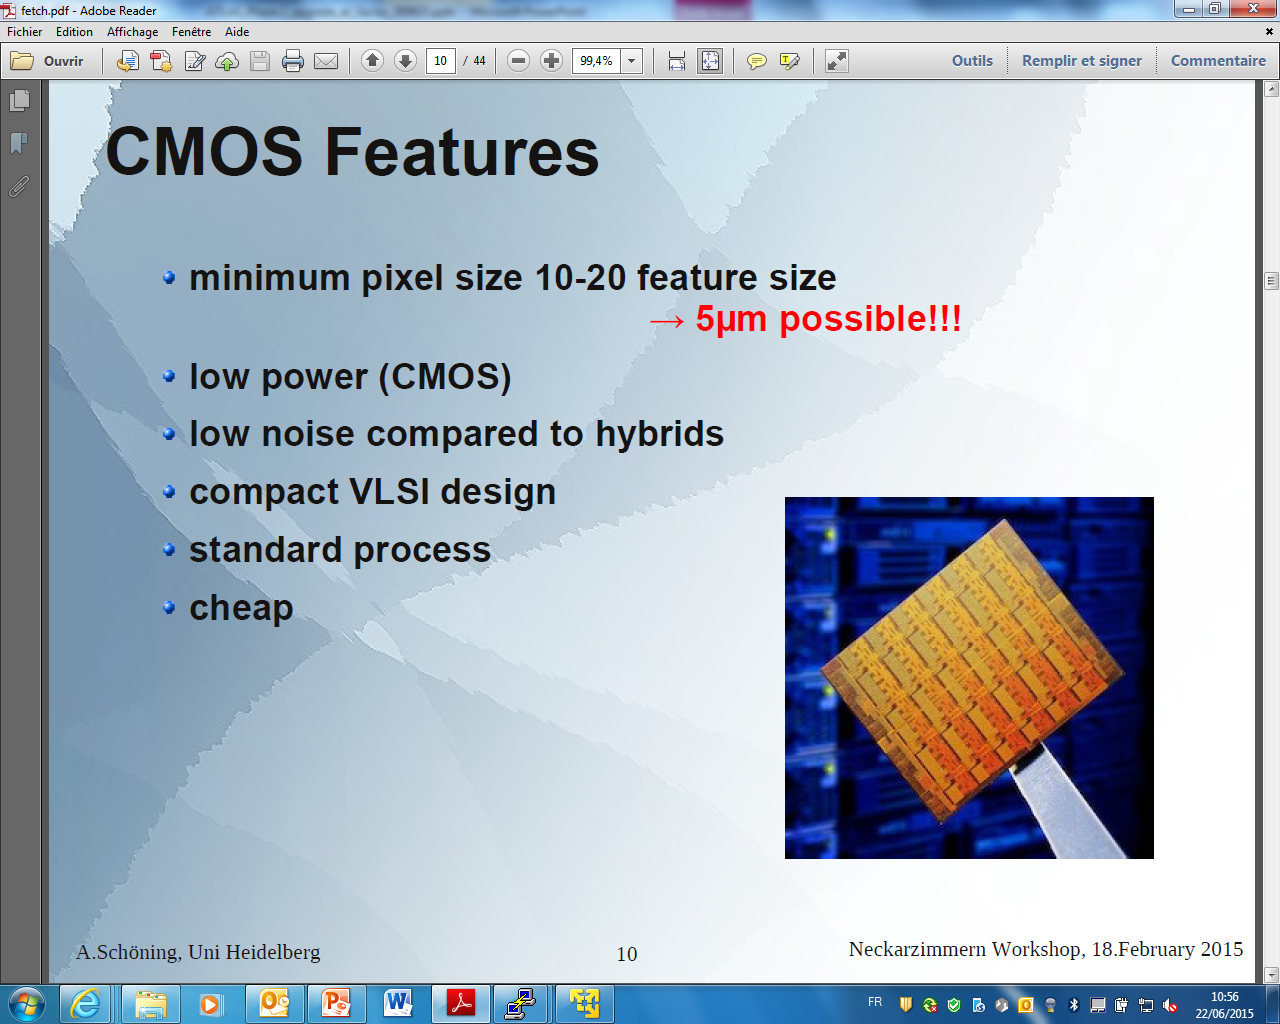 fetch.pdf - Adobe Reader
Fichier Edition Affichage Fenêtre Aide
Ouvrir 10 / 44 99,4% Outils Remplir et signer Commentaire
CMOS Features
minimum pixel size 10-20 feature size
→ 5µm possible!!!
low power (CMOS)
low noise compared to hybrids
compact VLSI design
standard process
cheap
A.Schöning, Uni Heidelberg
10
Neckarzimmern Workshop, 18.February 2015
FR
10:56
22/06/2015